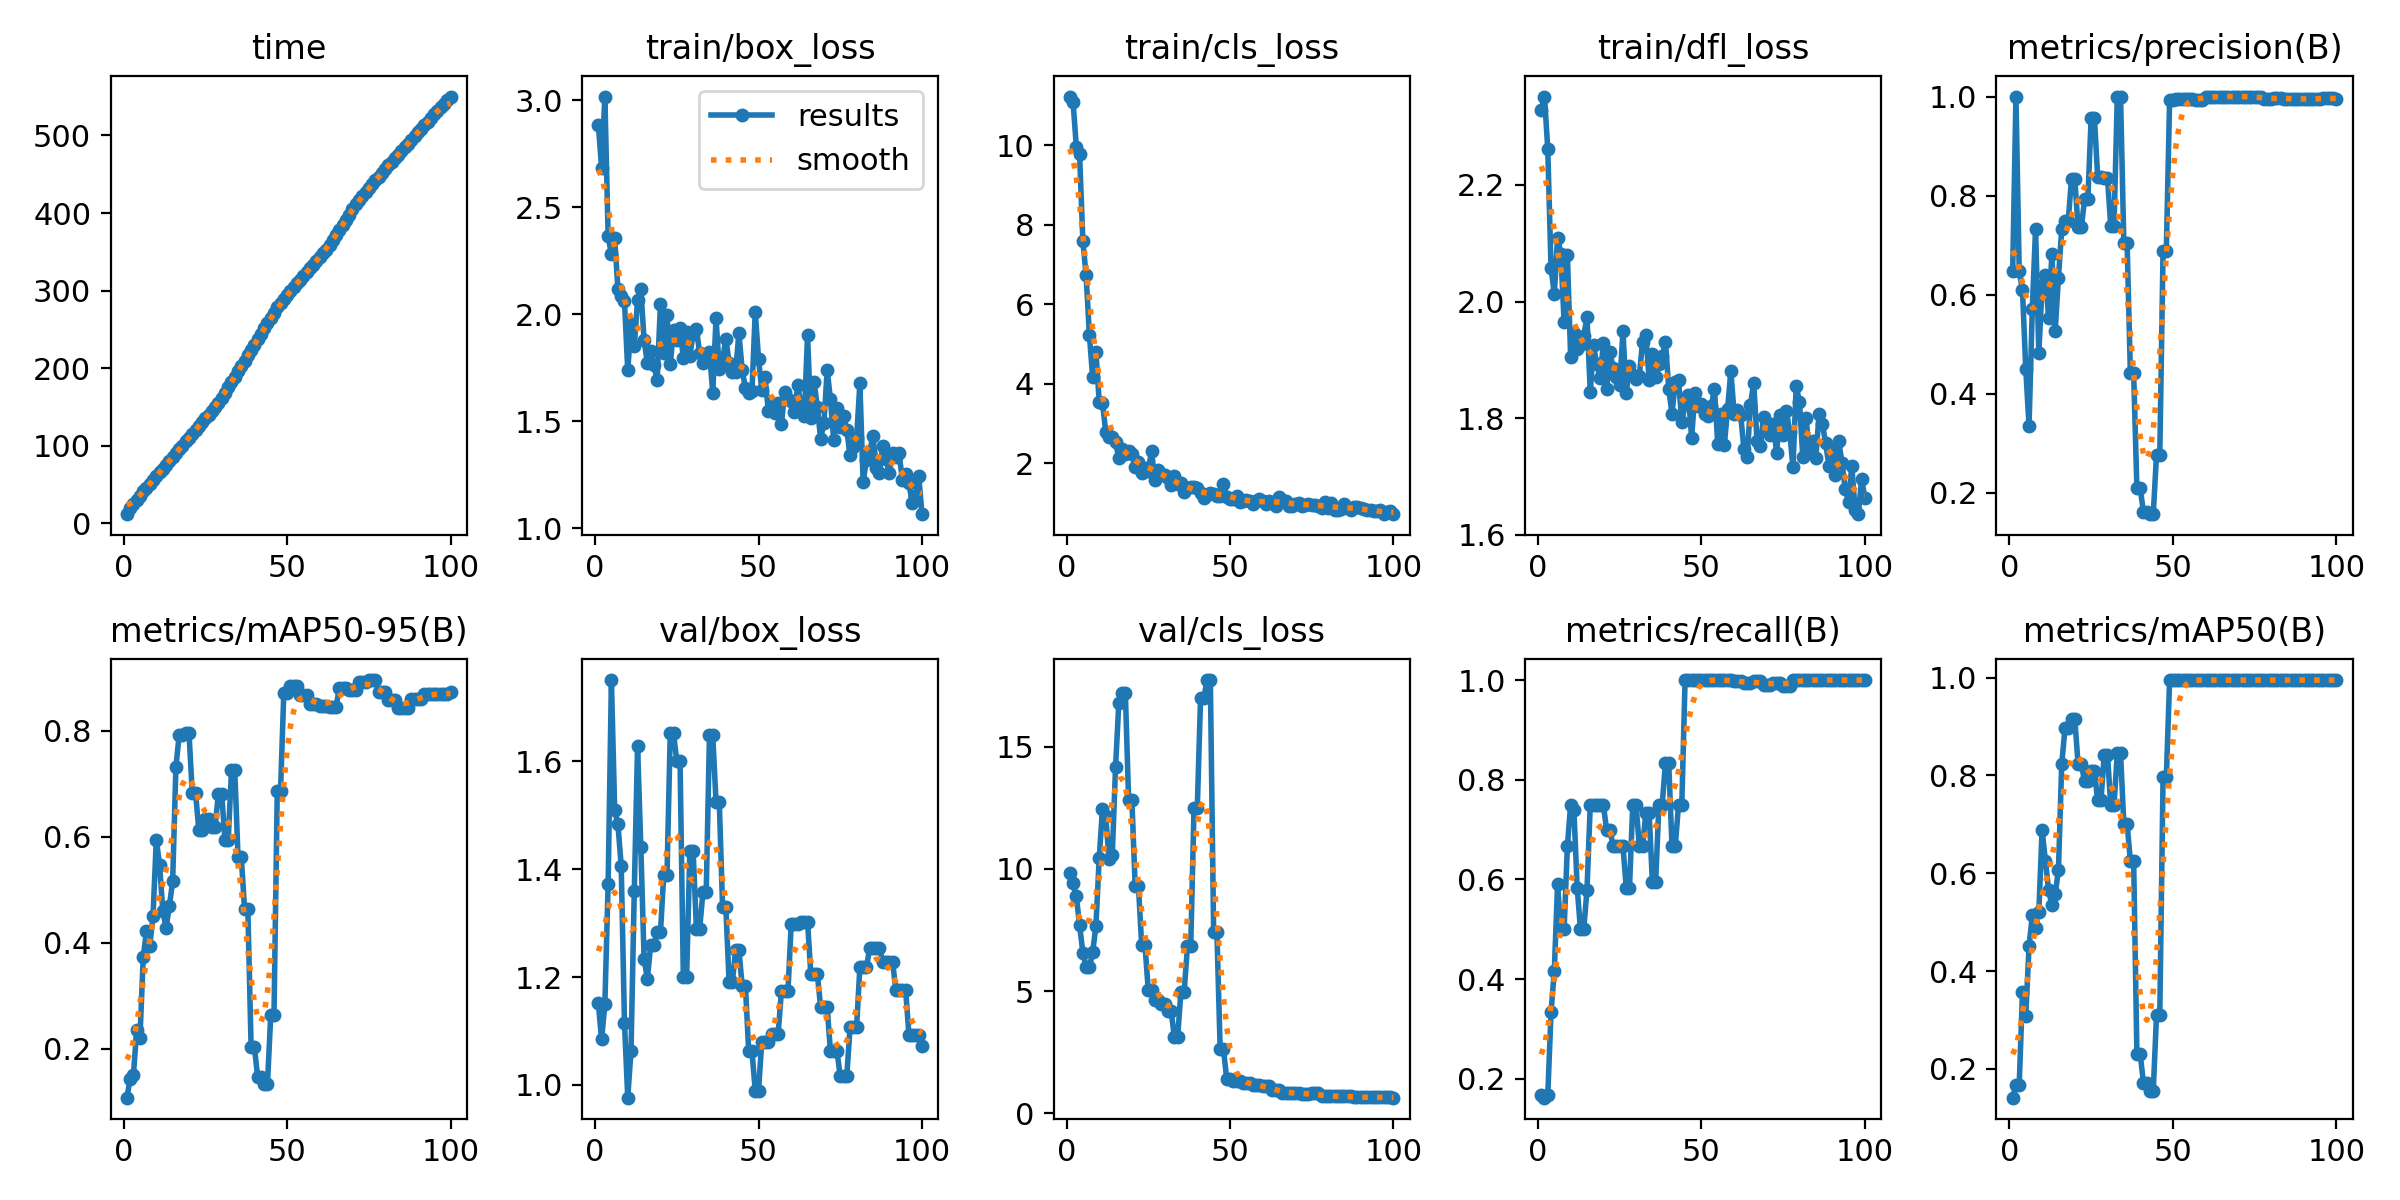 time
train/box_loss
train/cls_loss
train/dfl_loss
metrics/precision(B)
results
smooth
500
400
300
200
100
0
0 50 100
3.0
2.5
2.0
1.5
1.0
0 50 100
10
8
6
4
2
0 50 100
2.2
2.0
1.8
1.6
0 50 100
1.0
0.8
0.6
0.4
0.2
0 50 100
metrics/mAP50-95(B)
val/box_loss
val/cls_loss
metrics/recall(B)
metrics/mAP50(B)
0.8
0.6
0.4
0.2
0 50 100
1.6
1.4
1.2
1.0
0 50 100
15
10
5
0
0 50 100
1.0
0.8
0.6
0.4
0.2
0 50 100
1.0
0.8
0.6
0.4
0.2
0 50 100